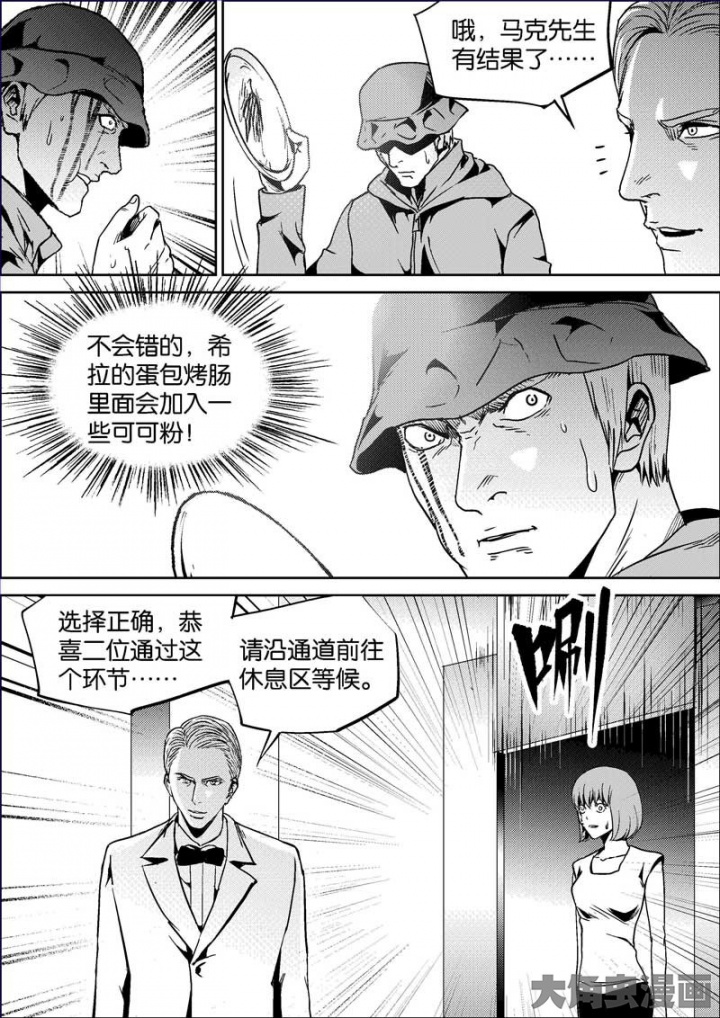 哦，马克先生
有结果了……
不会错的，希
拉的蛋包烤肠
里面会加入一
些可可粉！
选择正确，恭
喜二位通过这
个环节……
请沿通道前往
休息区等候。
唰
大角虫漫画